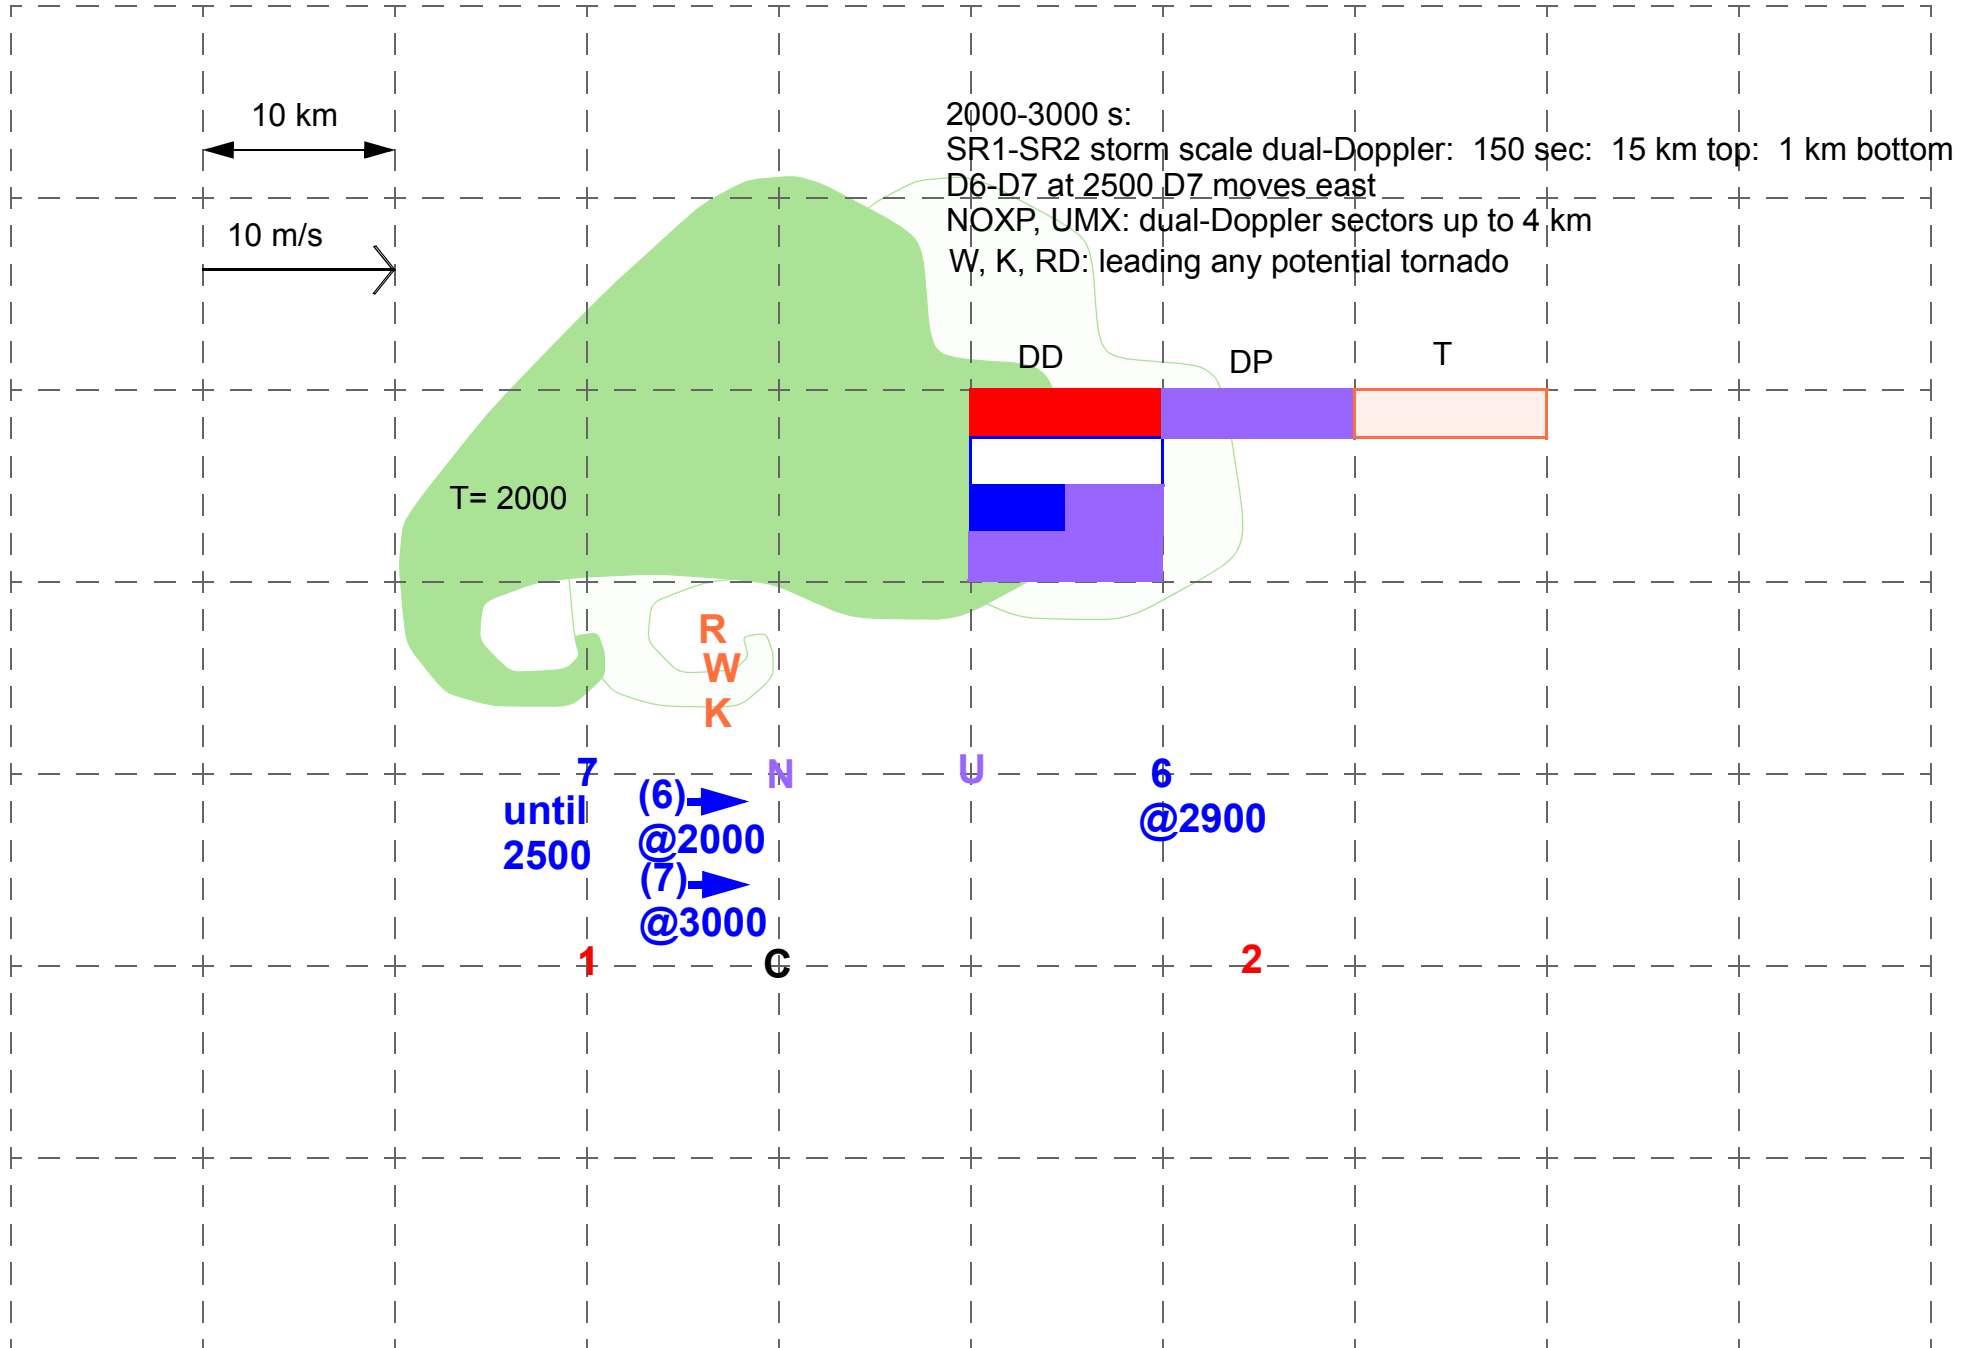 10 km
10 m/s
2000-3000 s:
SR1-SR2 storm scale dual-Doppler: 150 sec: 15 km top: 1 km bottom
D6-D7 at 2500 D7 moves east
NOXP, UMX: dual-Doppler sectors up to 4 km
W, K, RD: leading any potential tornado
DD
DP
T
T= 2000
R
W
K
7
until
2500
(6)
@2000
(7)
@3000
N
U
6
@2900
1
C
2